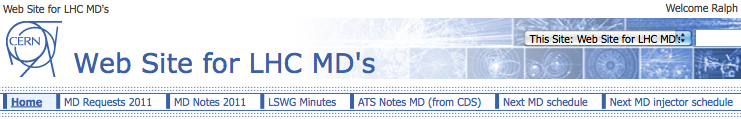 Web Site for LHC MD's Welcome Ralph
CERN
This Site: Web Site for LHC MD's
Web Site for LHC MD's
Home MD Requests 2011 MD Notes 2011 LSWG Minutes ATS Notes MD (from CDS) Next MD schedule Next MD injector schedule